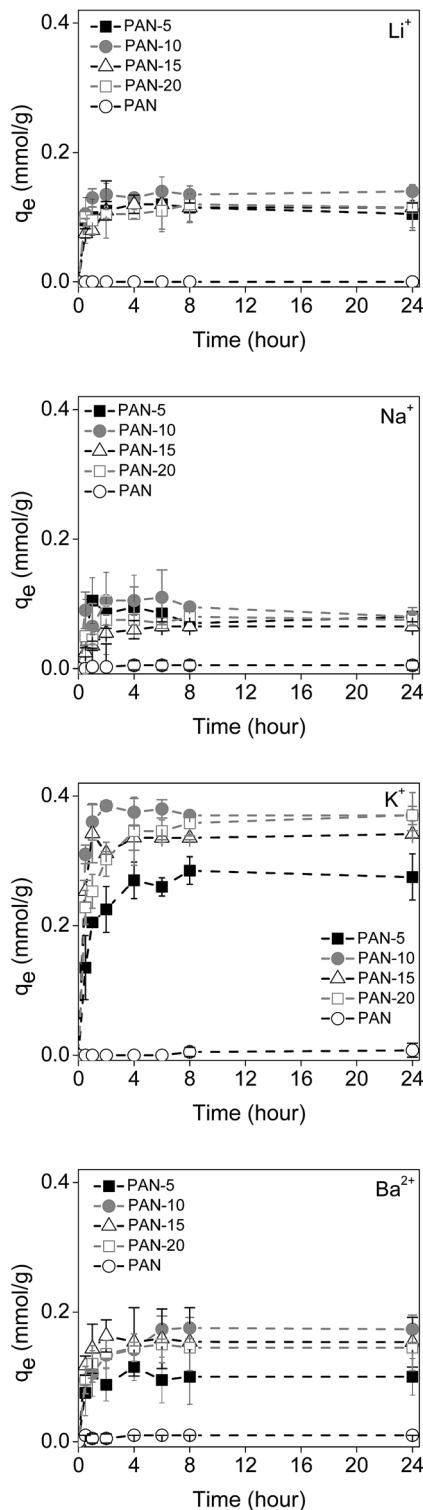 Li⁺
PAN-5
PAN-10
PAN-15
PAN-20
PAN
qe (mmol/g)
0.4
0.2
0.0
0 4 8 12 16 20 24
Time (hour)
Na⁺
PAN-5
PAN-10
PAN-15
PAN-20
PAN
qe (mmol/g)
0.4
0.2
0.0
0 4 8 12 16 20 24
Time (hour)
K⁺
PAN-5
PAN-10
PAN-15
PAN-20
PAN
qe (mmol/g)
0.4
0.2
0.0
0 4 8 12 16 20 24
Time (hour)
Ba²⁺
PAN-5
PAN-10
PAN-15
PAN-20
PAN
qe (mmol/g)
0.4
0.2
0.0
0 4 8 12 16 20 24
Time (hour)